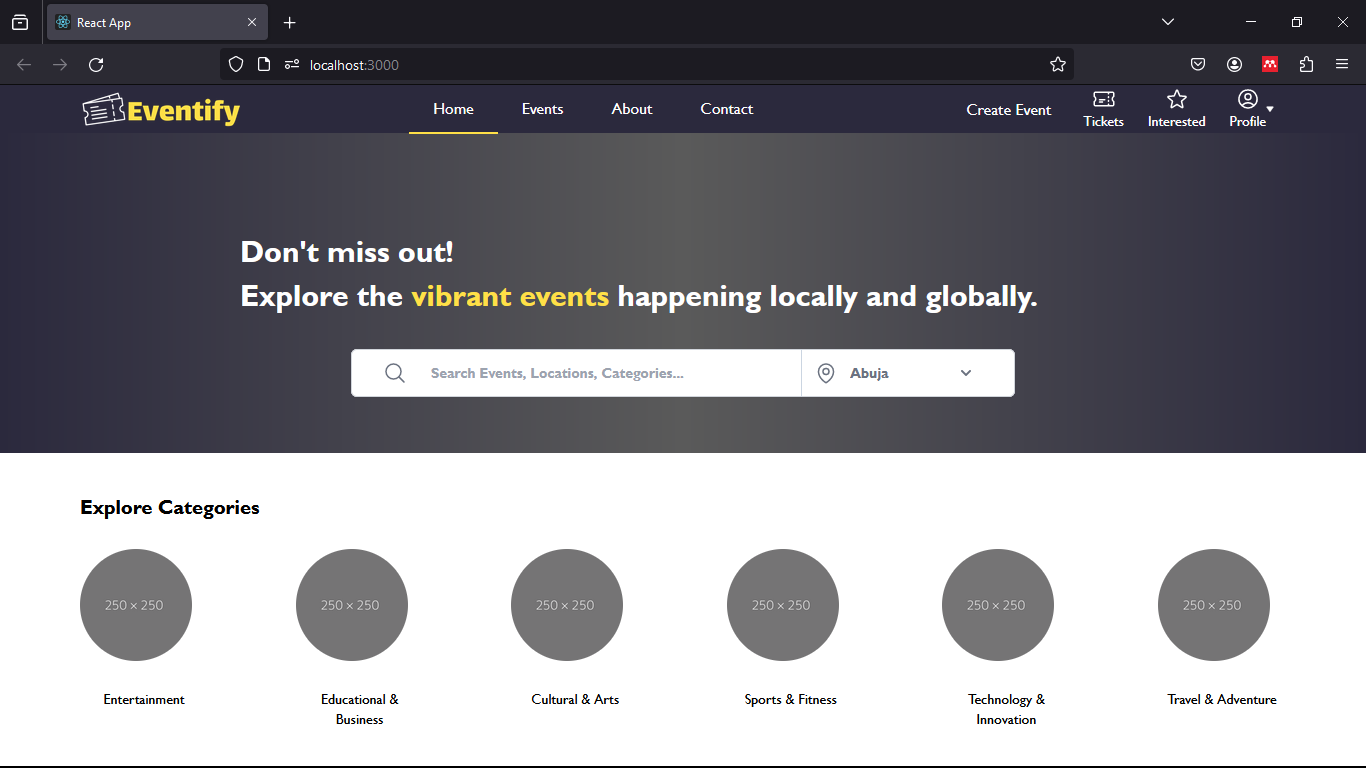 React App
localhost:3000
Eventify
Home
Events
About
Contact
Create Event
Tickets
Interested
Profile
Don't miss out!
Explore the vibrant events happening locally and globally.
Search Events, Locations, Categories...
Abuja
Explore Categories
250 × 250
250 × 250
250 × 250
250 × 250
250 × 250
250 × 250
Entertainment
Educational &
Business
Cultural & Arts
Sports & Fitness
Technology &
Innovation
Travel & Adventure